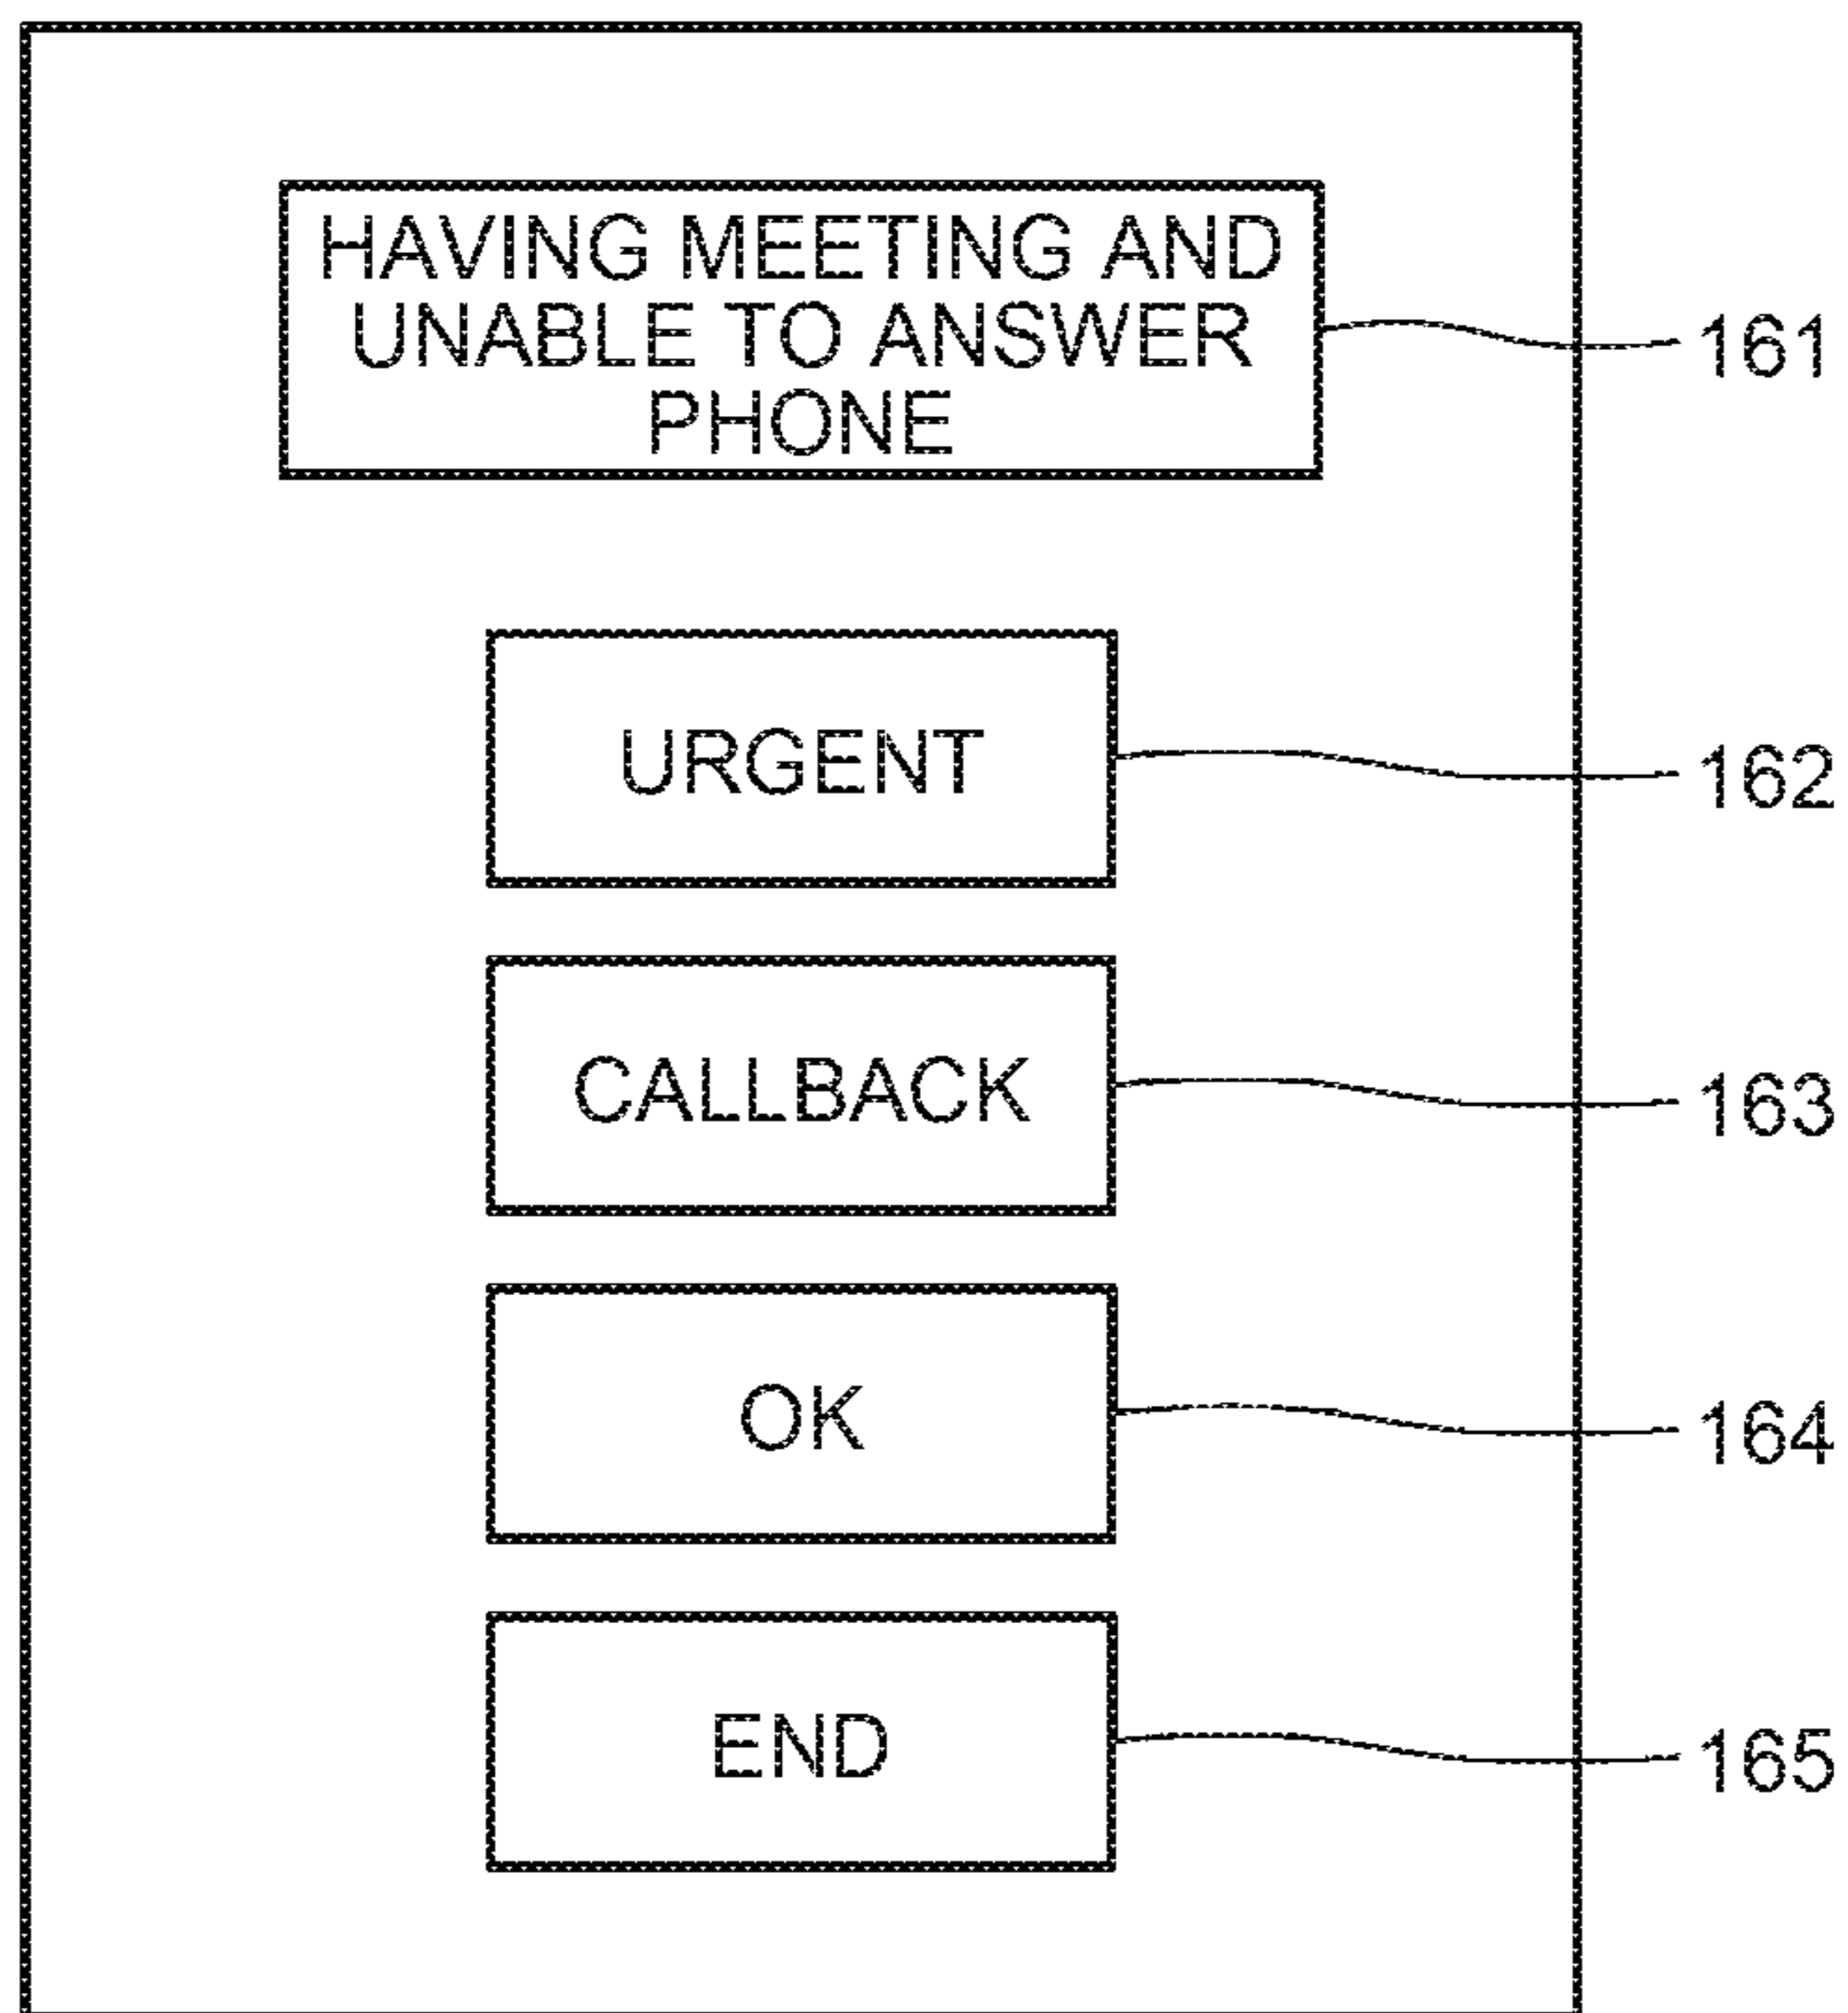 HAVING MEETING AND
UNABLE TO ANSWER
PHONE
161
URGENT
162
CALLBACK
163
OK
164
END
165